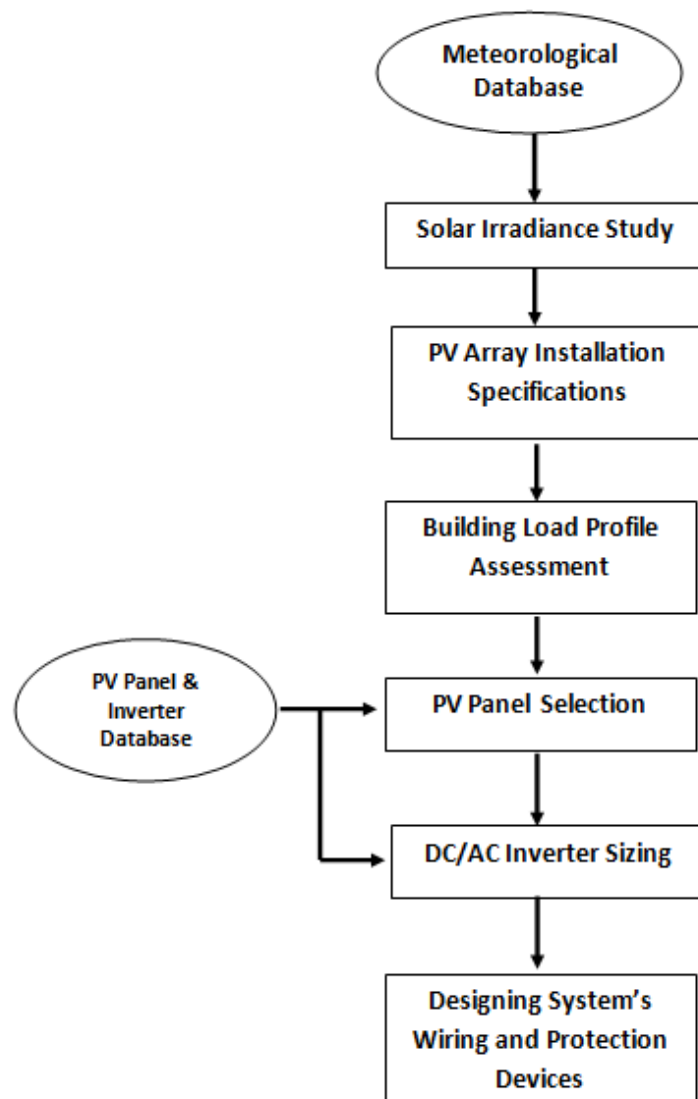 Meteorological
Database
Solar Irradiance Study
PV Array Installation
Specifications
Building Load Profile
Assessment
PV Panel &
Inverter
Database
PV Panel Selection
DC/AC Inverter Sizing
Designing System’s
Wiring and Protection
Devices